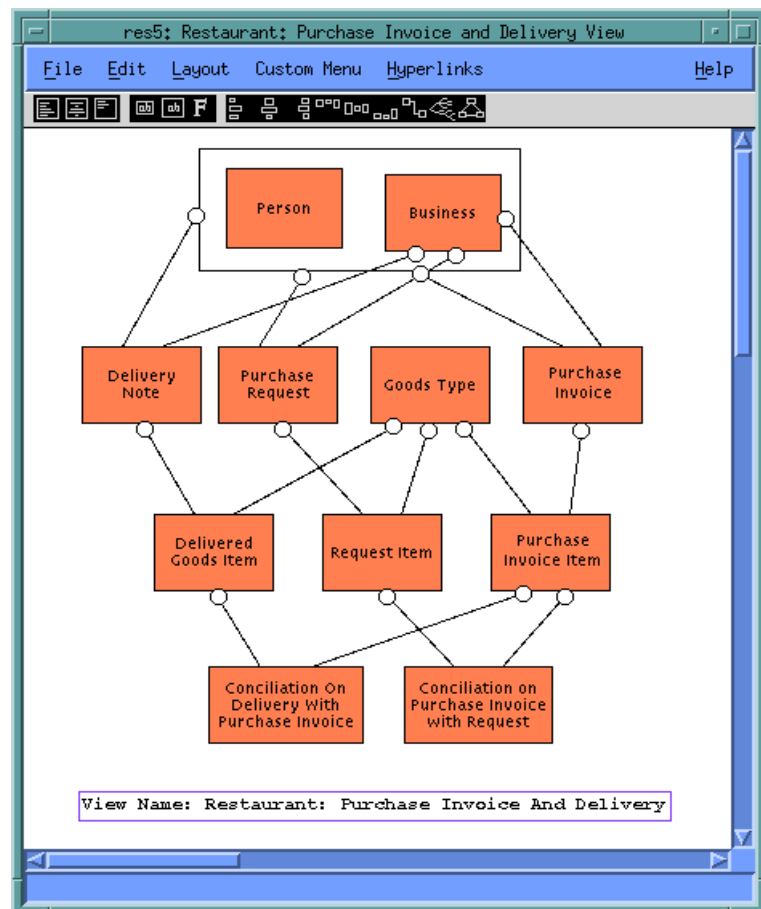 res5: Restaurant: Purchase Invoice and Delivery View
File Edit Layout Custom Menu Hyperlinks Help
ab ab F
Person
Business
Delivery
Note
Purchase
Request
Goods Type
Purchase
Invoice
Delivered
Goods Item
Request Item
Purchase
Invoice Item
Conciliation On
Delivery With
Purchase Invoice
Conciliation on
Purchase Invoice
with Request
View Name: Restaurant: Purchase Invoice And Delivery